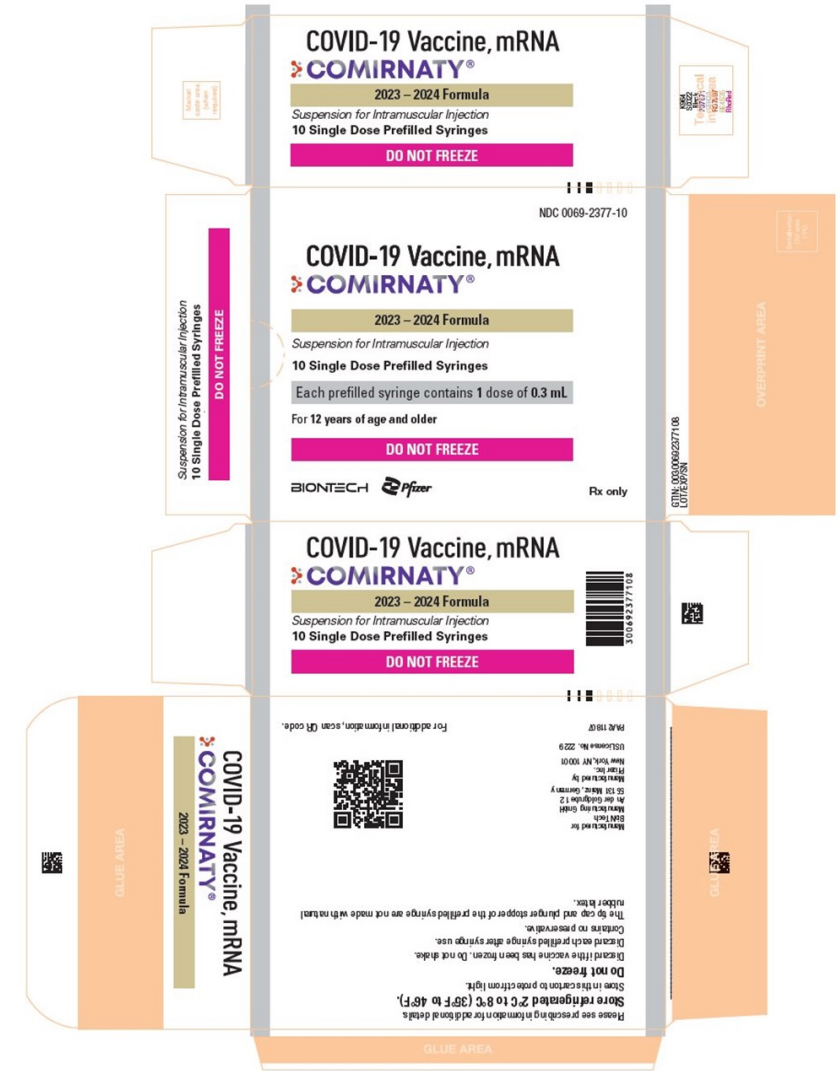 COVID-19 Vaccine, mRNA
COMIRNATY®
2023 – 2024 Formula
Suspension for Intramuscular Injection
10 Single Dose Prefilled Syringes
DO NOT FREEZE
NDC 0069-2377-10
COVID-19 Vaccine, mRNA
COMIRNATY®
2023 – 2024 Formula
Suspension for Intramuscular Injection
10 Single Dose Prefilled Syringes
Each prefilled syringe contains 1 dose of 0.3 mL
For 12 years of age and older
DO NOT FREEZE
BIONTECH Pfizer
Rx only
Suspension for Intramuscular Injection
10 Single Dose Prefilled Syringes
DO NOT FREEZE
OVERPRINT AREA
GTIN: 00300692377108
LOT/EXP/SN
COVID-19 Vaccine, mRNA
COMIRNATY®
2023 – 2024 Formula
Suspension for Intramuscular Injection
10 Single Dose Prefilled Syringes
DO NOT FREEZE
300692377108
GLUE AREA
COVID-19 Vaccine, mRNA
COMIRNATY®
2023 – 2024 Formula
Please see prescribing information for additional details.
Store refrigerated 2°C to 8°C (35°F to 46°F).
Store in this carton to protect from light.
Do not freeze.
Discard if the vaccine has been frozen. Do not shake.
Discard each prefilled syringe after syringe use.
Contains no preservative.
The tip cap and plunger stopper of the prefilled syringe are not made with natural
rubber latex.
Manufactured for
BioNTech
Manufacturing GmbH
An der Goldgrube 12
55131 Mainz, Germany
Manufactured by
Pfizer Inc.
New York, NY 10001
US License No. 2229
For additional information, scan QR code.
GLUE AREA
GLUE AREA